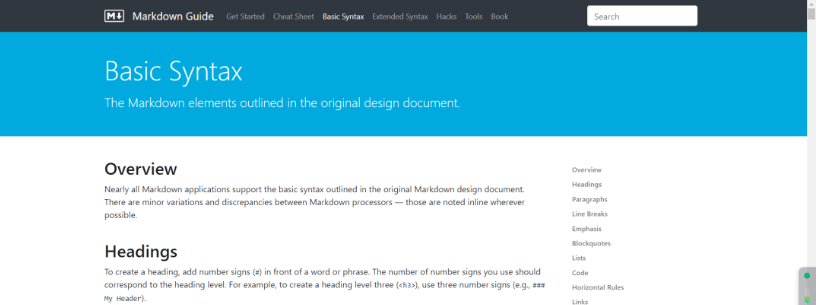 M↓ Markdown Guide Get Started Cheat Sheet Basic Syntax Extended Syntax Hacks Tools Book Search
Basic Syntax
The Markdown elements outlined in the original design document.
Overview
Nearly all Markdown applications support the basic syntax outlined in the original Markdown design document.
There are minor variations and discrepancies between Markdown processors — those are noted inline wherever
possible.
Headings
To create a heading, add number signs (#) in front of a word or phrase. The number of number signs you use should
correspond to the heading level. For example, to create a heading level three (<h3>), use three number signs (e.g., ###
My Header).
Overview
Headings
Paragraphs
Line Breaks
Emphasis
Blockquotes
Lists
Code
Horizontal Rules
Links